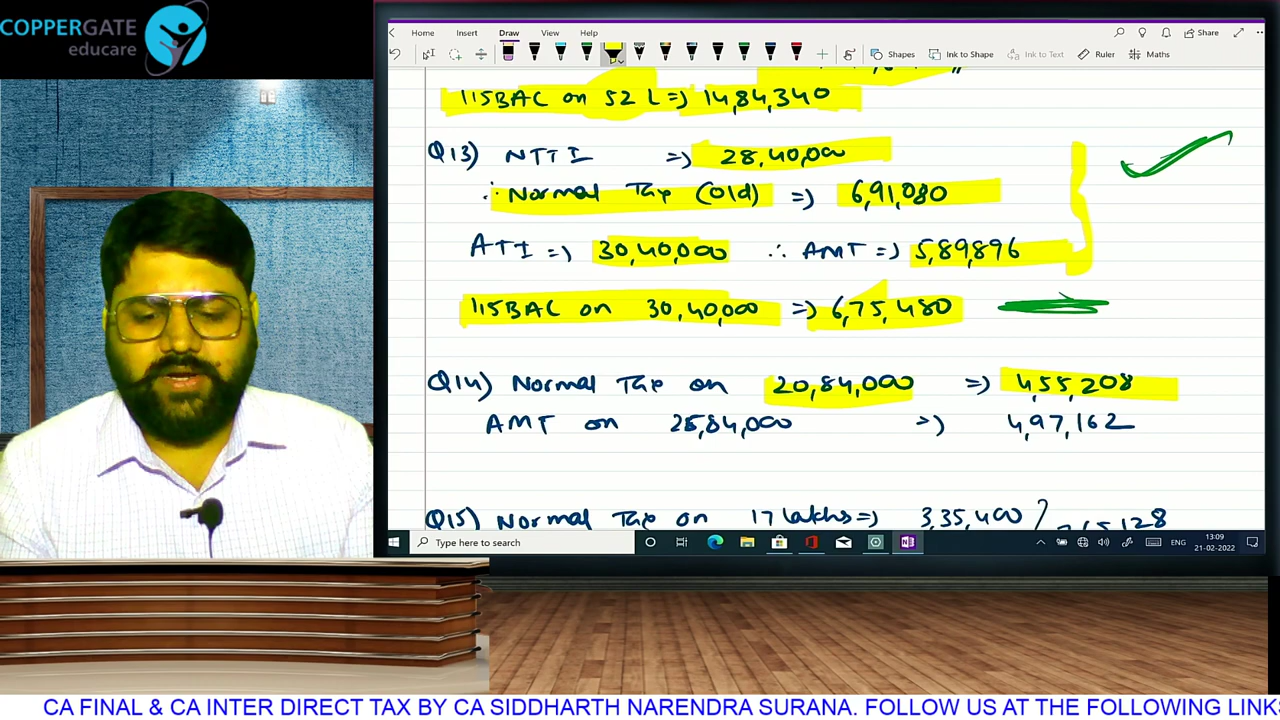 COPPERGATE
educare
Home Insert Draw View Help
Share
Shapes Ink to Shape Ink to Text Ruler Maths
115BAC on 52 L => 14,84,340
Q13) NTTI => 28,40,000
∴ Normal Tax (Old) => 6,91,080
ATI => 30,40,000 ∴ AMT => 5,89,896
115BAC on 30,40,000 => 6,75,480
Q14) Normal Tax on 20,84,000 => 4,55,208
AMT on 25,84,000 => 4,97,162
Q15) Normal Tax on 17 lakhs => 3,35,400
Type here to search
ENG
13:09
21-02-2022
CA FINAL & CA INTER DIRECT TAX BY CA SIDDHARTH NARENDRA SURANA. FOLLOW US AT THE FOLLOWING LINK